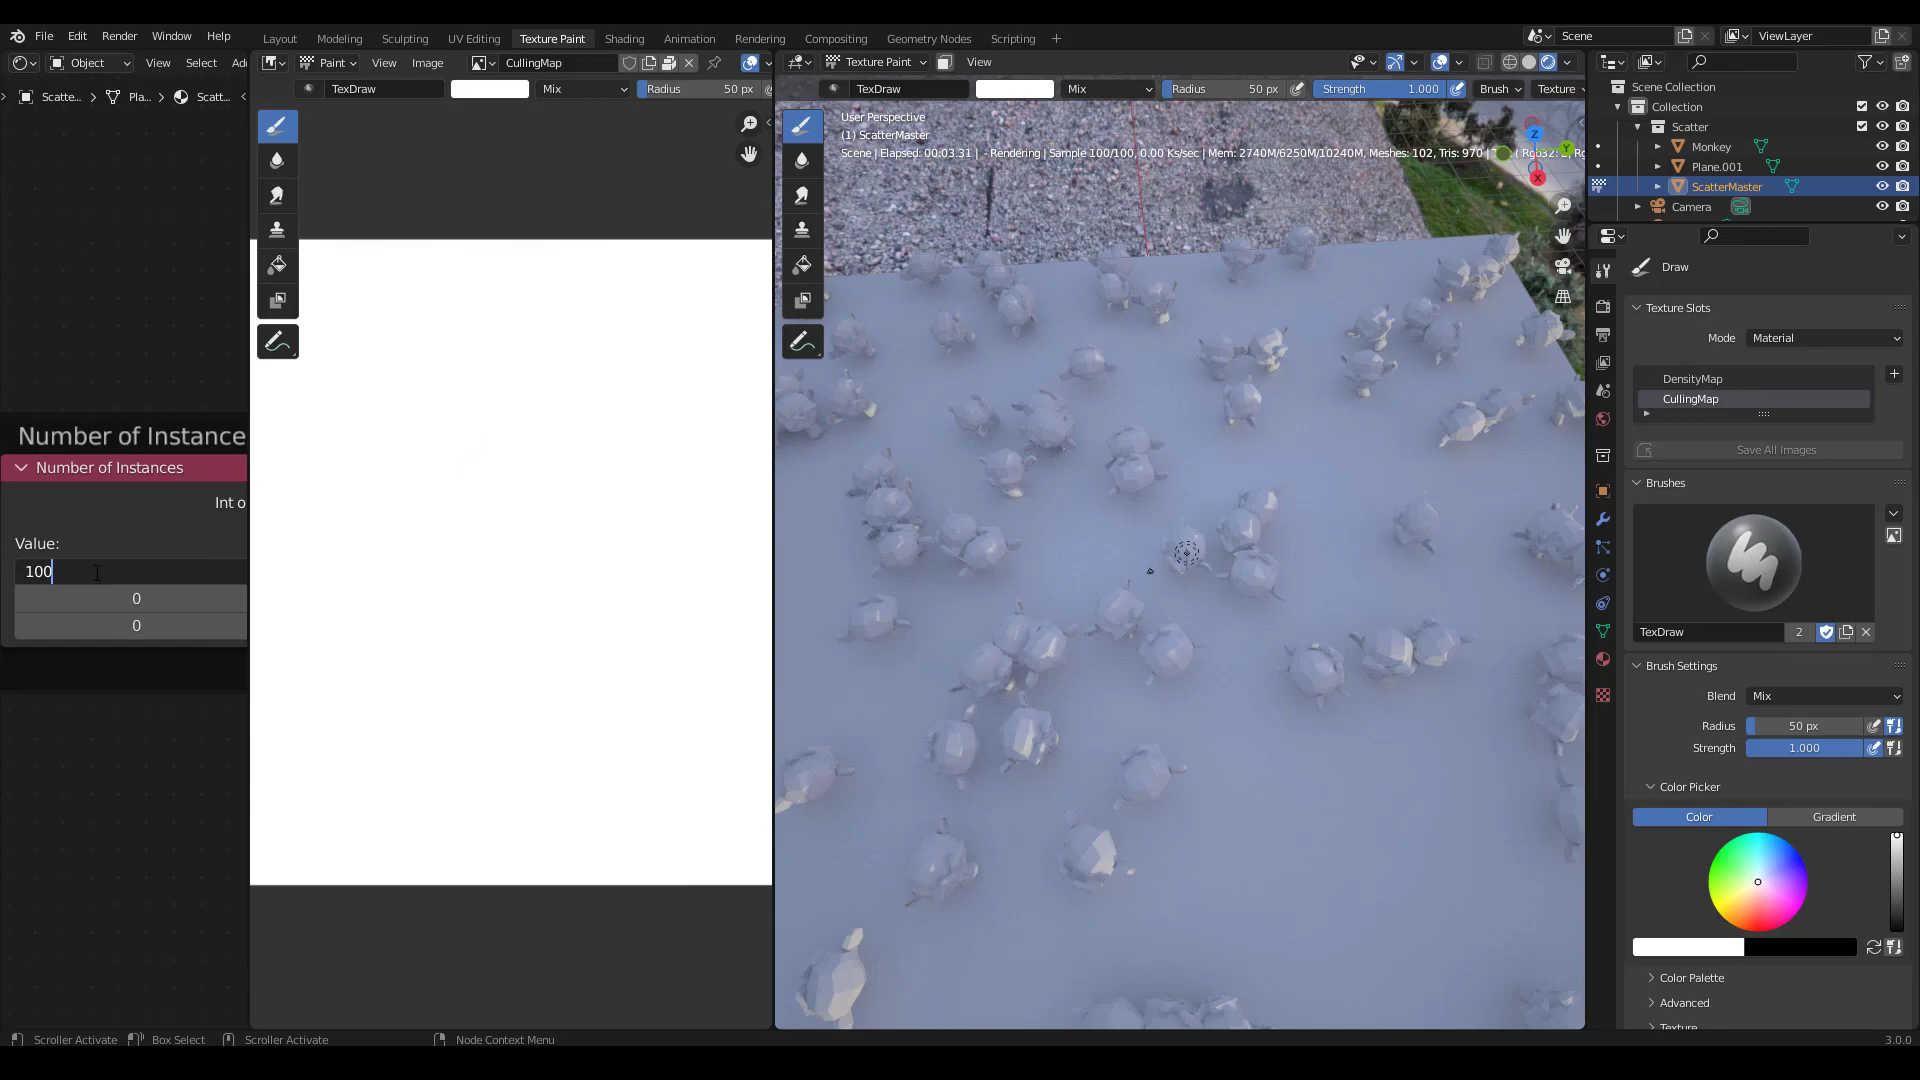 File Edit Render Window Help
Layout Modeling Sculpting UV Editing Texture Paint Shading Animation Rendering Compositing Geometry Nodes Scripting +
Scene
ViewLayer
Object View Select
Paint View Image CullingMap
Texture Paint View
Scatte... > Pla... > Scatt...
TexDraw Mix Radius 50 px
TexDraw Mix Radius 50 px Strength 1.000 Brush Texture
User Perspective
(1) ScatterMaster
Scene | Elapsed: 00:03.31 | - Rendering | Sample 100/100, 0.00 Ks/sec | Mem: 2740M/6250M/10240M, Meshes: 102, Tris: 970 |
Z
Y
X
Number of Instance
Number of Instances
Int o
Value:
100
0
0
Scene Collection
Collection
Scatter
Monkey
Plane.001
ScatterMaster
Camera
Draw
Texture Slots
Mode Material
DensityMap
CullingMap
Save All Images
Brushes
TexDraw 2
Brush Settings
Blend Mix
Radius 50 px
Strength 1.000
Color Picker
Color Gradient
Color Palette
Advanced
Texture
Scroller Activate Box Select Scroller Activate Node Context Menu
3.0.0